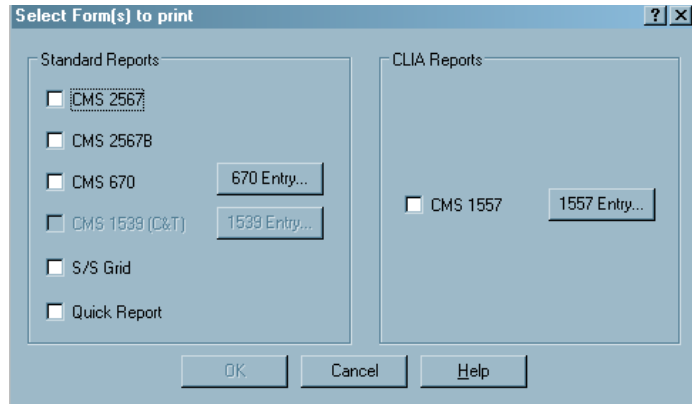 Select Form(s) to print
Standard Reports
CMS 2567
CMS 2567B
CMS 670
670 Entry...
CMS 1539 (C&T)
1539 Entry...
S/S Grid
Quick Report
CLIA Reports
CMS 1557
1557 Entry...
OK
Cancel
Help